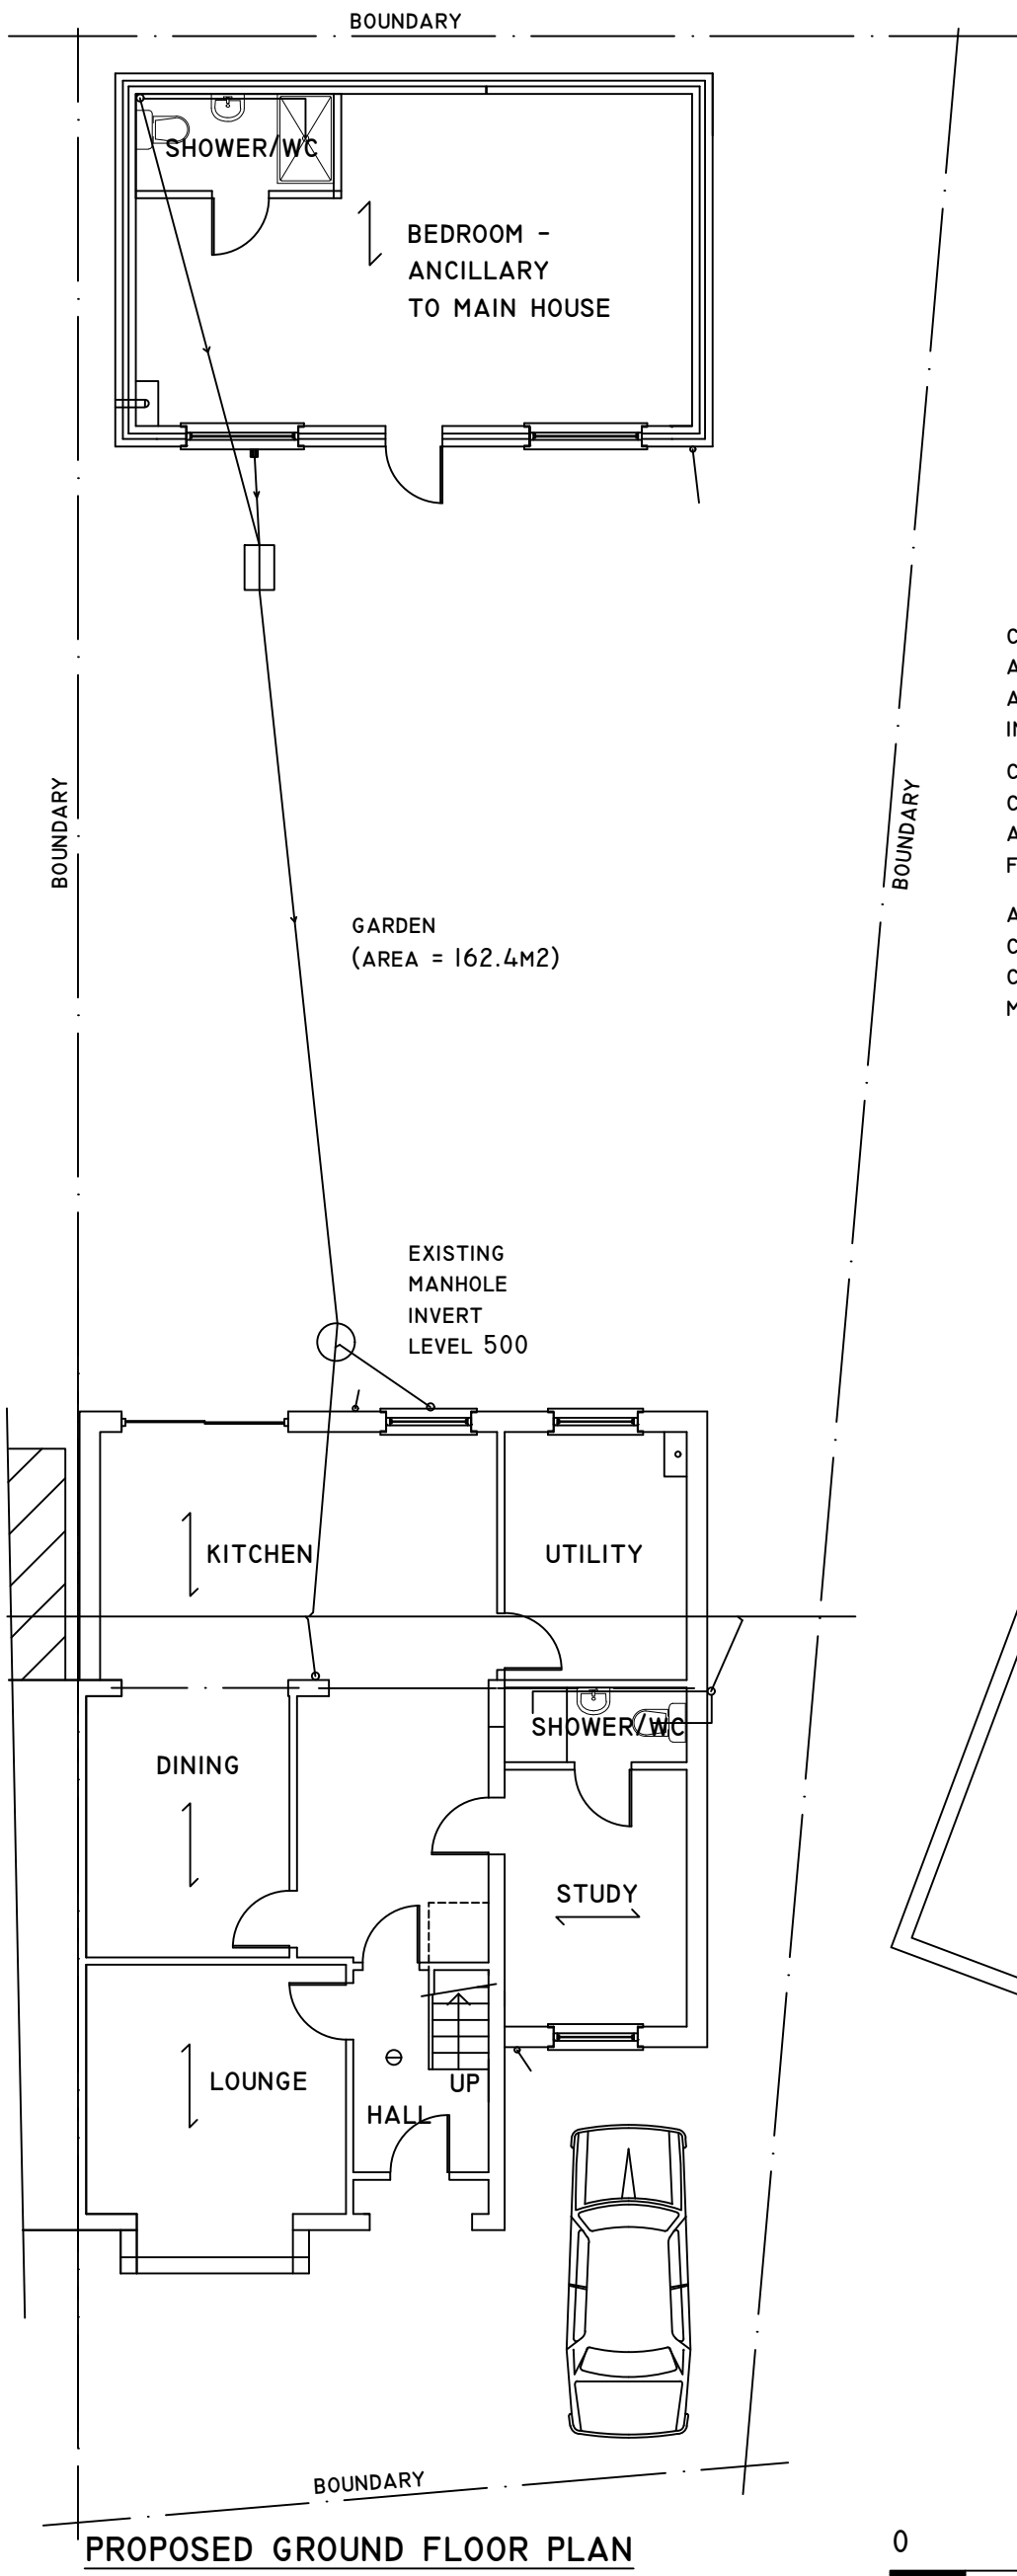 BOUNDARY
SHOWER/WC
BEDROOM -
ANCILLARY
TO MAIN HOUSE
BOUNDARY
BOUNDARY
GARDEN
(AREA = 162.4M2)
EXISTING
MANHOLE
INVERT
LEVEL 500
KITCHEN
UTILITY
SHOWER/WC
DINING
STUDY
LOUNGE
UP
HALL
BOUNDARY
PROPOSED GROUND FLOOR PLAN
0